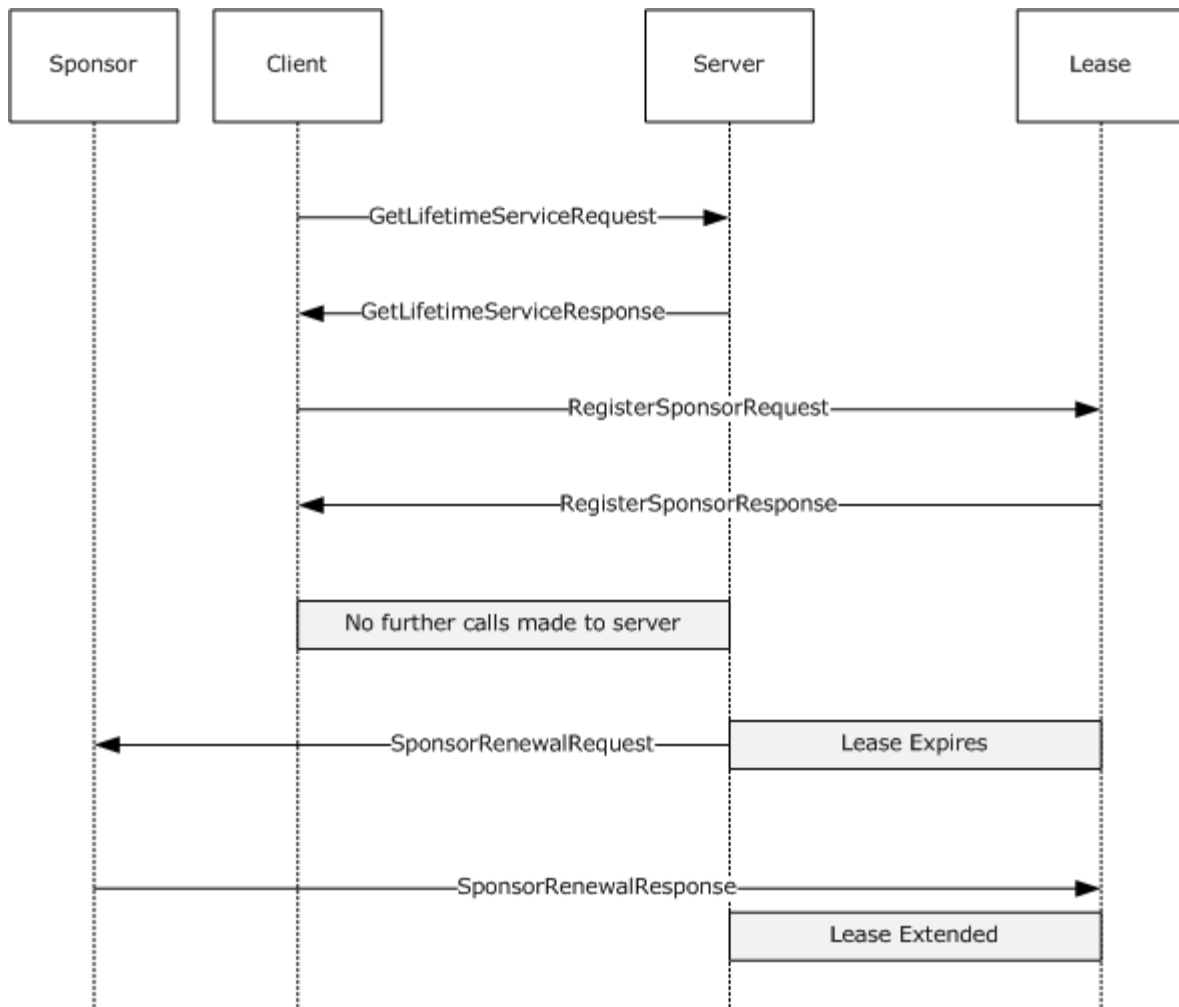 Sponsor
Client
Server
Lease
GetLifetimeServiceRequest
GetLifetimeServiceResponse
RegisterSponsorRequest
RegisterSponsorResponse
No further calls made to server
SponsorRenewalRequest
Lease Expires
SponsorRenewalResponse
Lease Extended